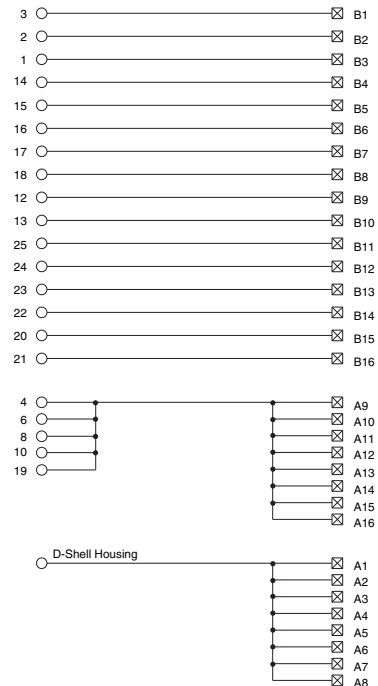 3 B1
2 B2
1 B3
14 B4
15 B5
16 B6
17 B7
18 B8
12 B9
13 B10
25 B11
24 B12
23 B13
22 B14
20 B15
21 B16
4 A9
6 A10
8 A11
10 A12
19 A13
A14
A15
A16
D-Shell Housing
A1
A2
A3
A4
A5
A6
A7
A8